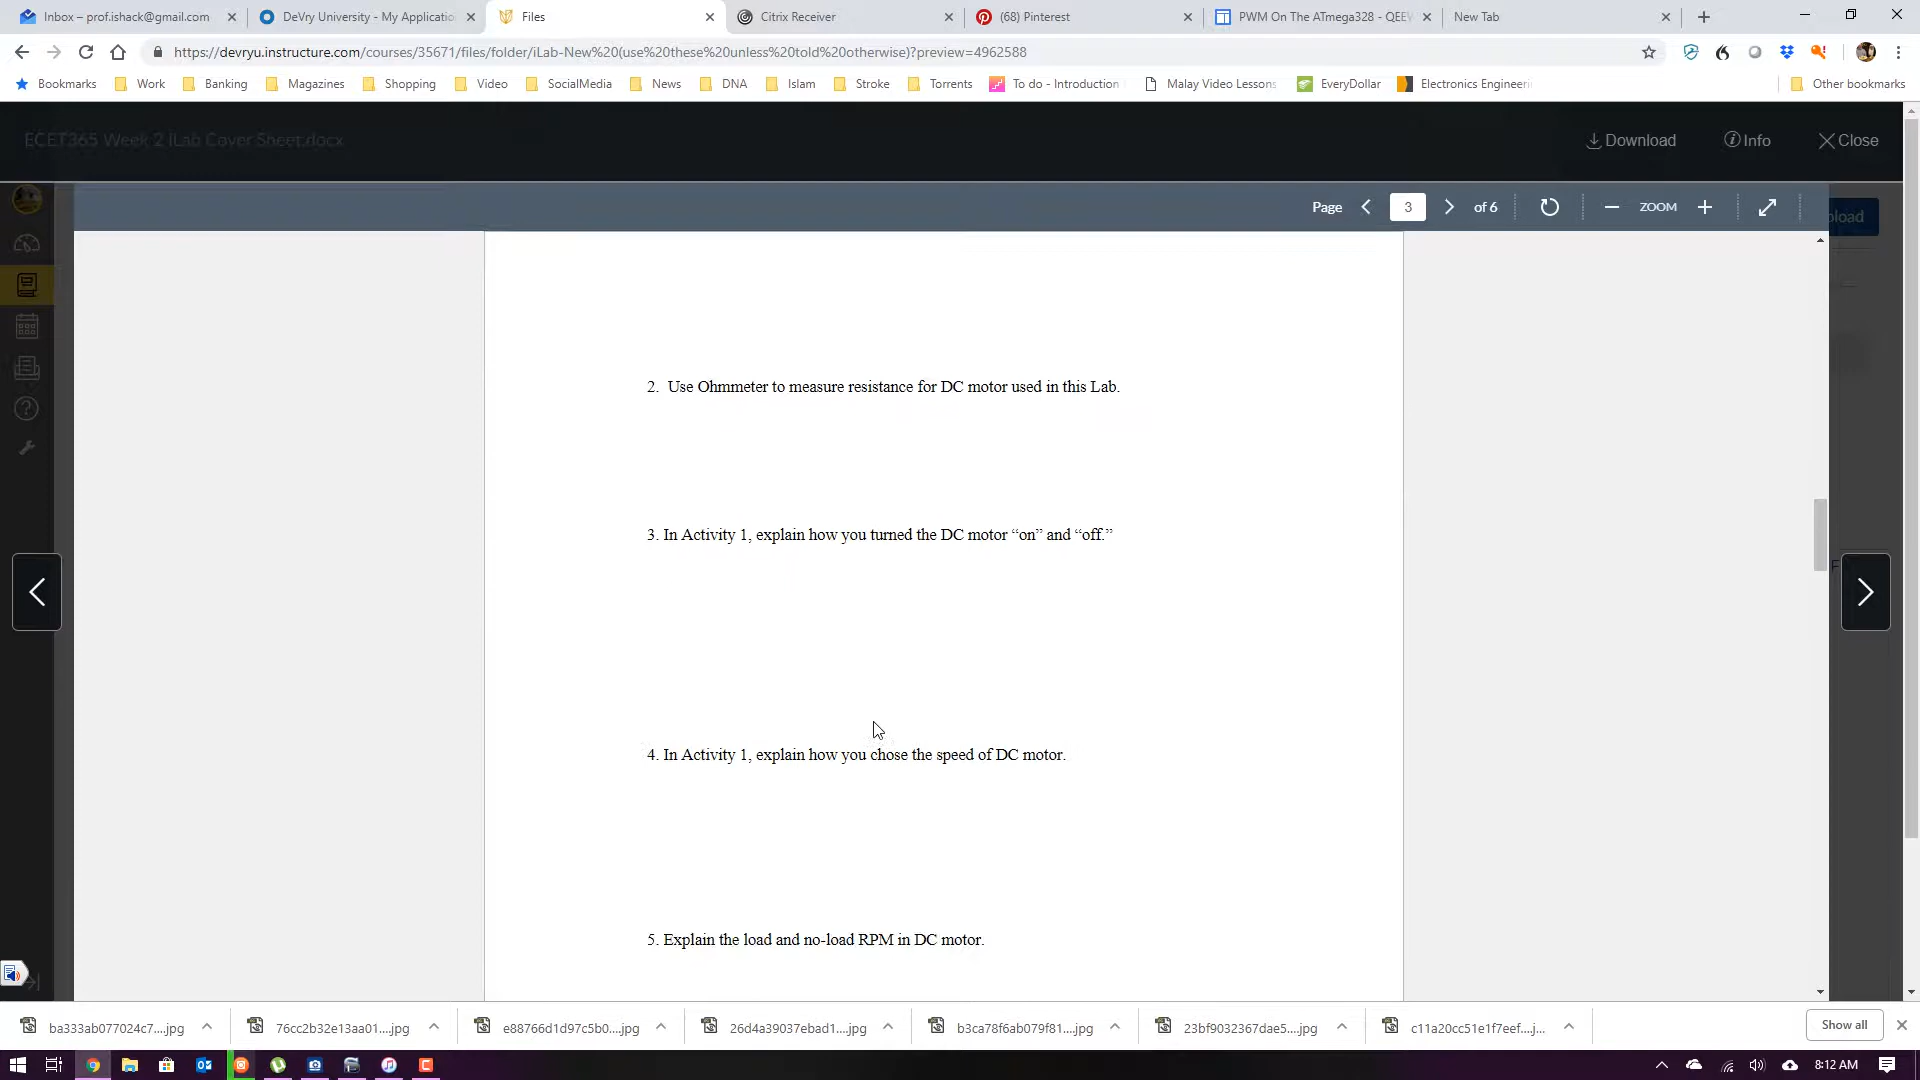 Inbox – prof.ishack@gmail.com
DeVry University - My Applicatio
Files
Citrix Receiver
(68) Pinterest
PWM On The ATmega328 - QEEW
New Tab
https://devryu.instructure.com/courses/35671/files/folder/iLab-New%20(use%20these%20unless%20told%20otherwise)?preview=4962588
Bookmarks
Work
Banking
Magazines
Shopping
Video
SocialMedia
News
DNA
Islam
Stroke
Torrents
To do - Introduction
Malay Video Lessons
EveryDollar
Electronics Engineeri
Other bookmarks
ECET365 Week 2 iLab Cover Sheet.docx
Download
Info
Close
Page
3
of 6
ZOOM
2. Use Ohmmeter to measure resistance for DC motor used in this Lab.
3. In Activity 1, explain how you turned the DC motor “on” and “off.”
4. In Activity 1, explain how you chose the speed of DC motor.
5. Explain the load and no-load RPM in DC motor.
ba333ab077024c7....jpg
76cc2b32e13aa01....jpg
e88766d1d97c5b0....jpg
26d4a39037ebad1....jpg
b3ca78f6ab079f81....jpg
23bf9032367dae5....jpg
c11a20cc51e1f7eef....j...
Show all
8:12 AM